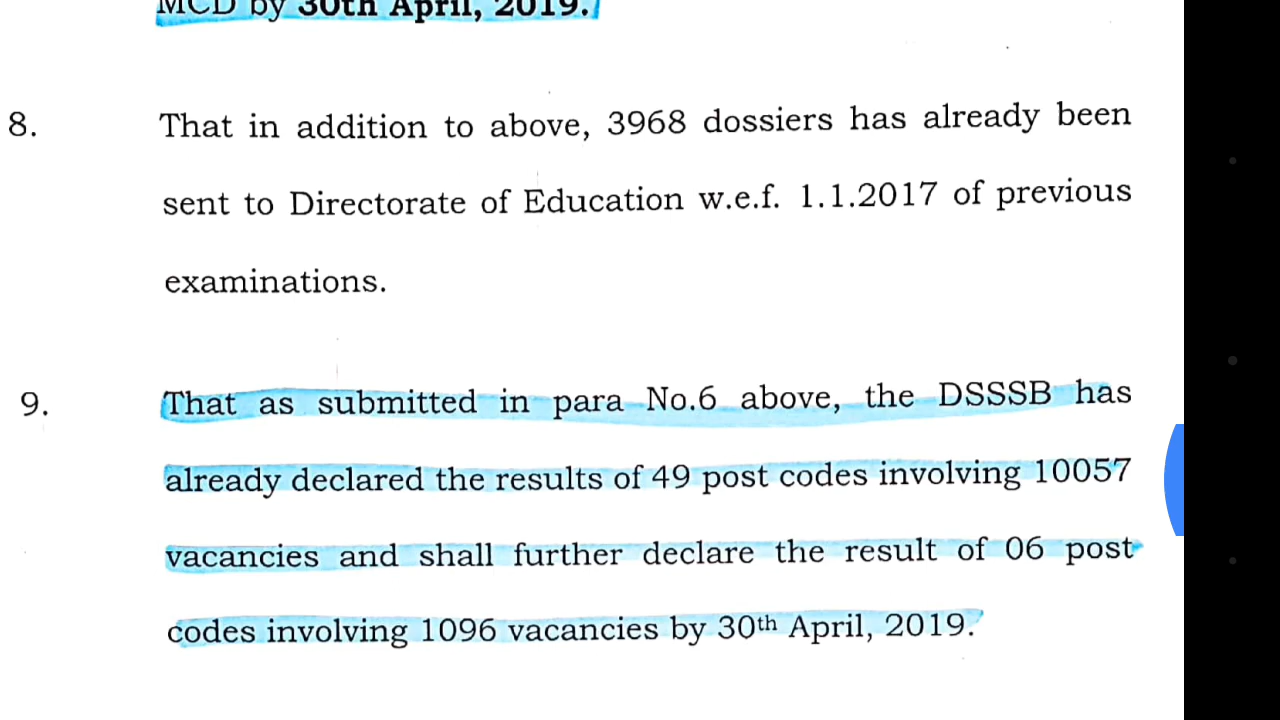 MCD by 30th April, 2019.
8. That in addition to above, 3968 dossiers has already been
sent to Directorate of Education w.e.f. 1.1.2017 of previous
examinations.
9. That as submitted in para No.6 above, the DSSSB has
already declared the results of 49 post codes involving 10057
vacancies and shall further declare the result of 06 post
codes involving 1096 vacancies by 30th April, 2019.